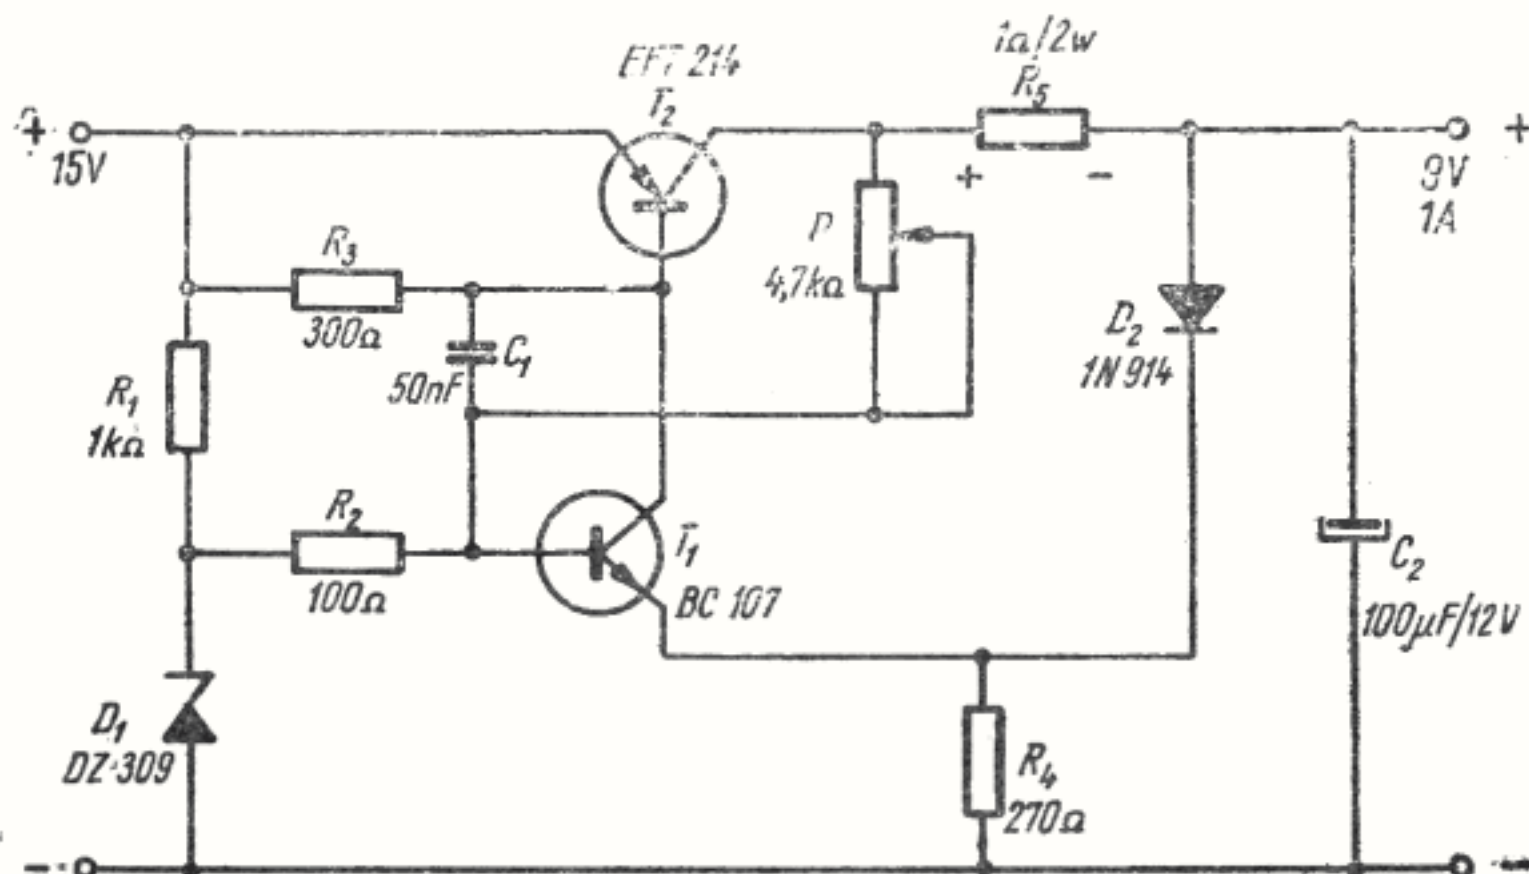 EFT 214
T2
1Ω/2w
R5
+
15V
+ -
9V
1A
+
R3
300Ω
P
4,7kΩ
C1
50nF
D2
1N 914
R1
1kΩ
R2
100Ω
T1
BC 107
C2
100µF/12V
D1
DZ·309
R4
270Ω
-
-